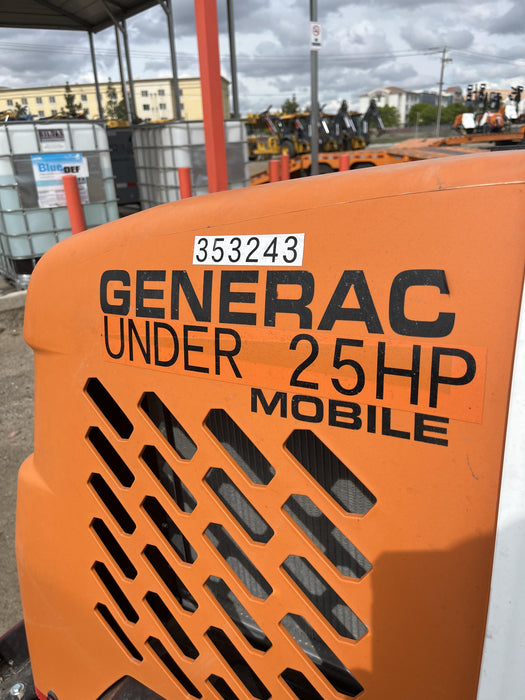 BlueDEF
353243
GENERAC
UNDER 25HP
MOBILE